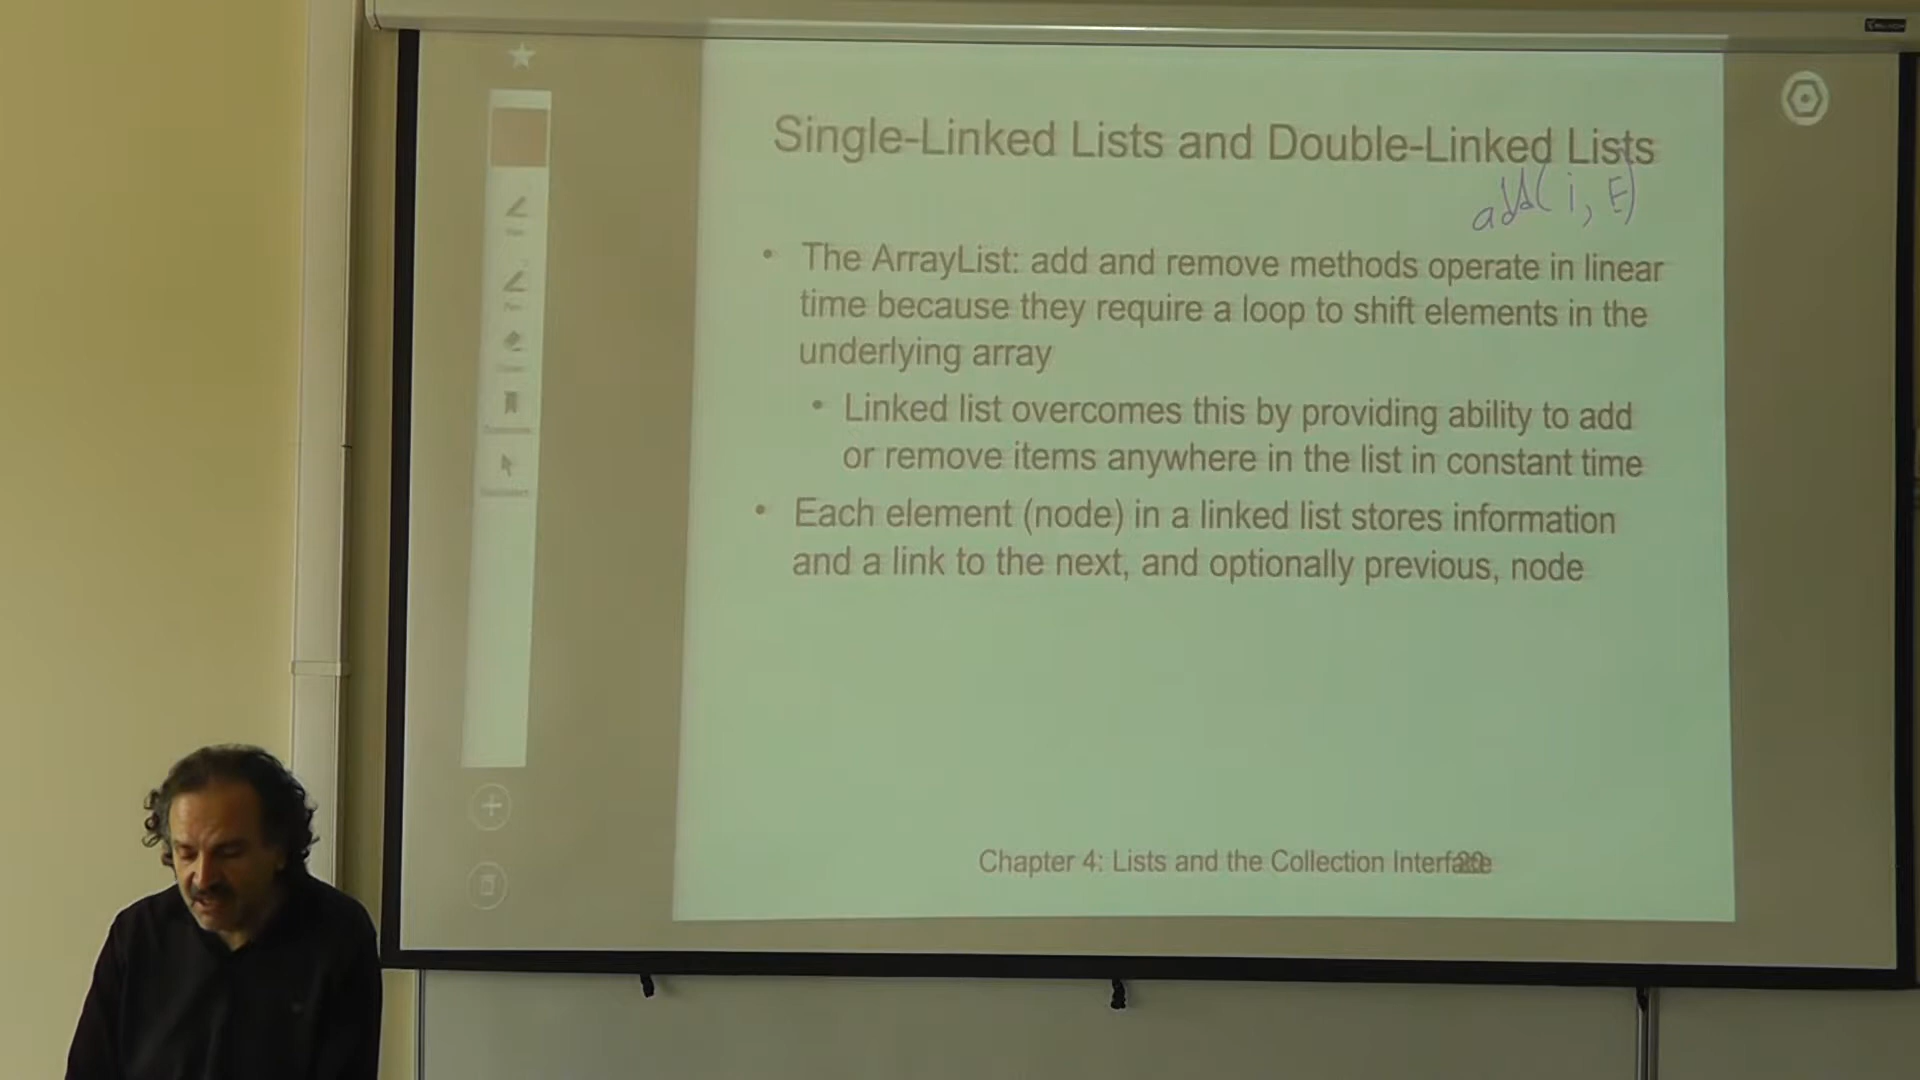 Single-Linked Lists and Double-Linked Lists
add(i, E)
• The ArrayList: add and remove methods operate in linear
time because they require a loop to shift elements in the
underlying array
• Linked list overcomes this by providing ability to add
or remove items anywhere in the list in constant time
• Each element (node) in a linked list stores information
and a link to the next, and optionally previous, node
Chapter 4: Lists and the Collection Interface
20